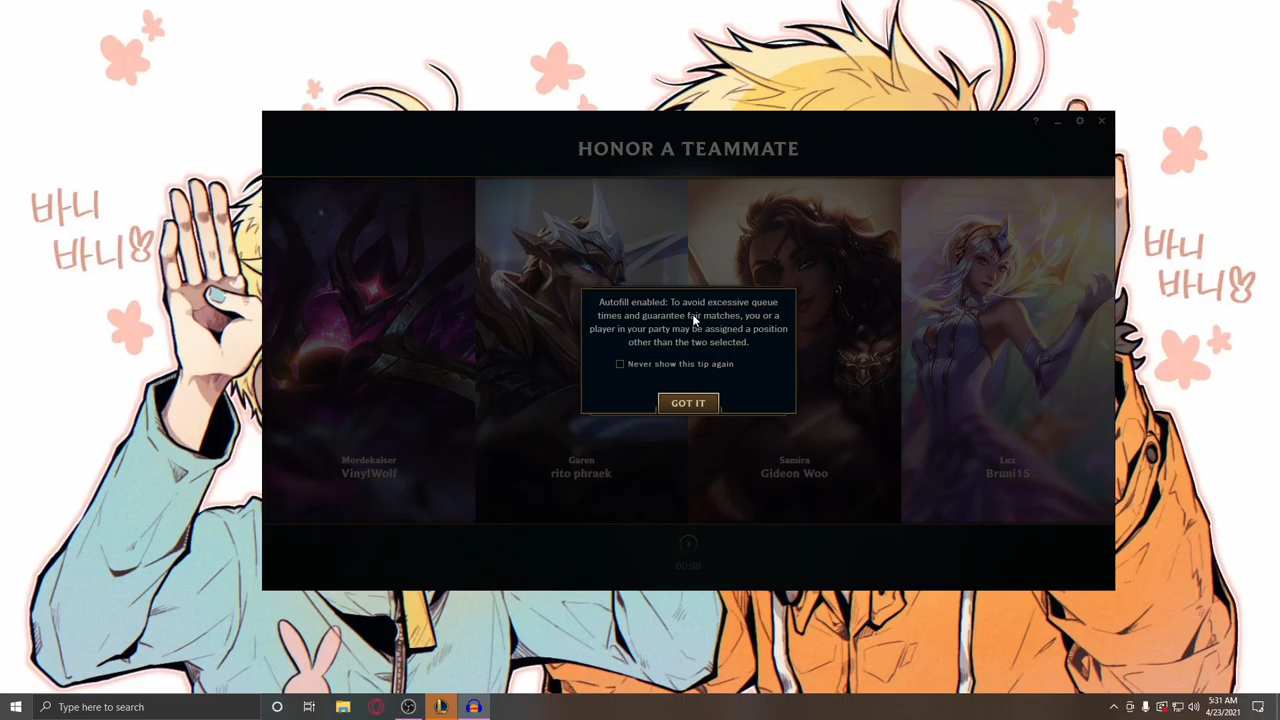 바니
바니
바니
바니
?
HONOR A TEAMMATE
Autofill enabled: To avoid excessive queue
times and guarantee fair matches, you or a
player in your party may be assigned a position
other than the two selected.
Never show this tip again
GOT IT
Mordekaiser
VinylWolf
Garen
rito phraek
Samira
Gideon Woo
Lux
Bruni15
00:38
Type here to search
5:31 AM
4/23/2021